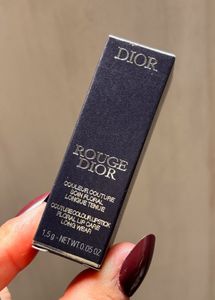 DIOR
ROUGE
DIOR
COULEUR COUTURE
SOIN FLORAL
LONGUE TENUE
COUTURE COLOUR LIPSTICK
FLORAL LIP CARE
LONG WEAR
1,5g - NET WT 0.05 OZ.